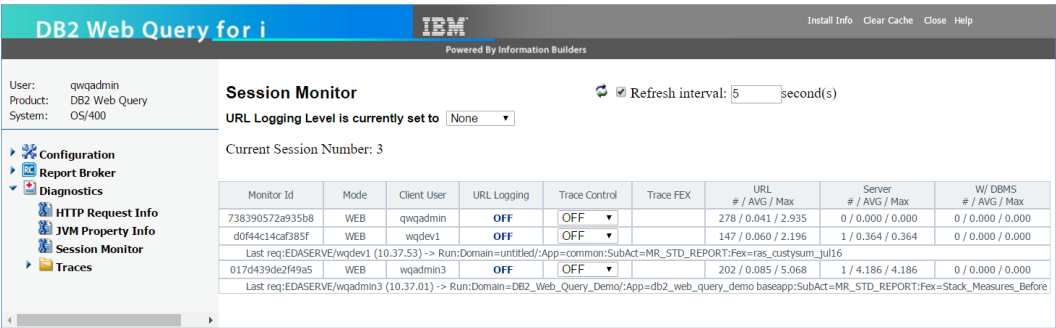 DB2 Web Query for i
IBM
Install Info Clear Cache Close Help
Powered By Information Builders
User: qwqadmin
Product: DB2 Web Query
System: OS/400
Configuration
Report Broker
Diagnostics
HTTP Request Info
JVM Property Info
Session Monitor
Traces
Session Monitor
Refresh interval: 5 second(s)
URL Logging Level is currently set to None
Current Session Number: 3
Monitor Id Mode Client User URL Logging Trace Control Trace FEX URL # / AVG / Max Server # / AVG / Max W/ DBMS # / AVG / Max
738390572a935b8 WEB qwqadmin OFF OFF 278 / 0.041 / 2.935 0 / 0.000 / 0.000 0 / 0.000 / 0.000
d0f44c14caf385f WEB wqdev1 OFF OFF 147 / 0.060 / 2.196 1 / 0.364 / 0.364 0 / 0.000 / 0.000
Last req:EDASERVE/wqdev1 (10.37.53) -> Run:Domain=untitled/:App=common:SubAct=MR_STD_REPORT:Fex=ras_custysum_jul16
017d439de2f49a5 WEB wqadmin3 OFF OFF 202 / 0.085 / 5.068 1 / 4.186 / 4.186 0 / 0.000 / 0.000
Last req:EDASERVE/wqadmin3 (10.37.01) -> Run:Domain=DB2_Web_Query_Demo/:App=db2_web_query_demo baseapp:SubAct=MR_STD_REPORT:Fex=Stack_Measures_Before